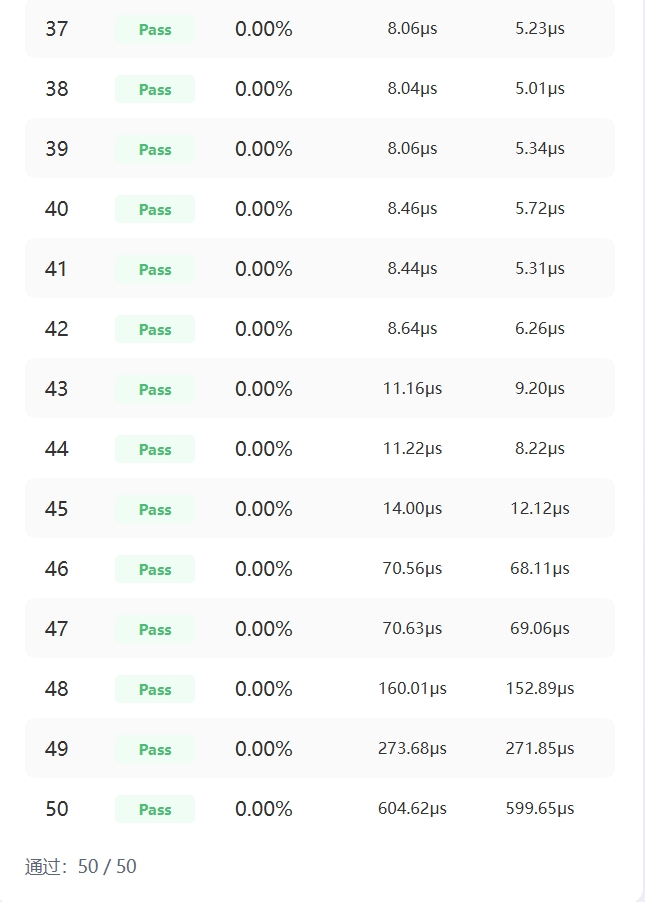 37 Pass 0.00% 8.06μs 5.23μs
38 Pass 0.00% 8.04μs 5.01μs
39 Pass 0.00% 8.06μs 5.34μs
40 Pass 0.00% 8.46μs 5.72μs
41 Pass 0.00% 8.44μs 5.31μs
42 Pass 0.00% 8.64μs 6.26μs
43 Pass 0.00% 11.16μs 9.20μs
44 Pass 0.00% 11.22μs 8.22μs
45 Pass 0.00% 14.00μs 12.12μs
46 Pass 0.00% 70.56μs 68.11μs
47 Pass 0.00% 70.63μs 69.06μs
48 Pass 0.00% 160.01μs 152.89μs
49 Pass 0.00% 273.68μs 271.85μs
50 Pass 0.00% 604.62μs 599.65μs
通过：50 / 50